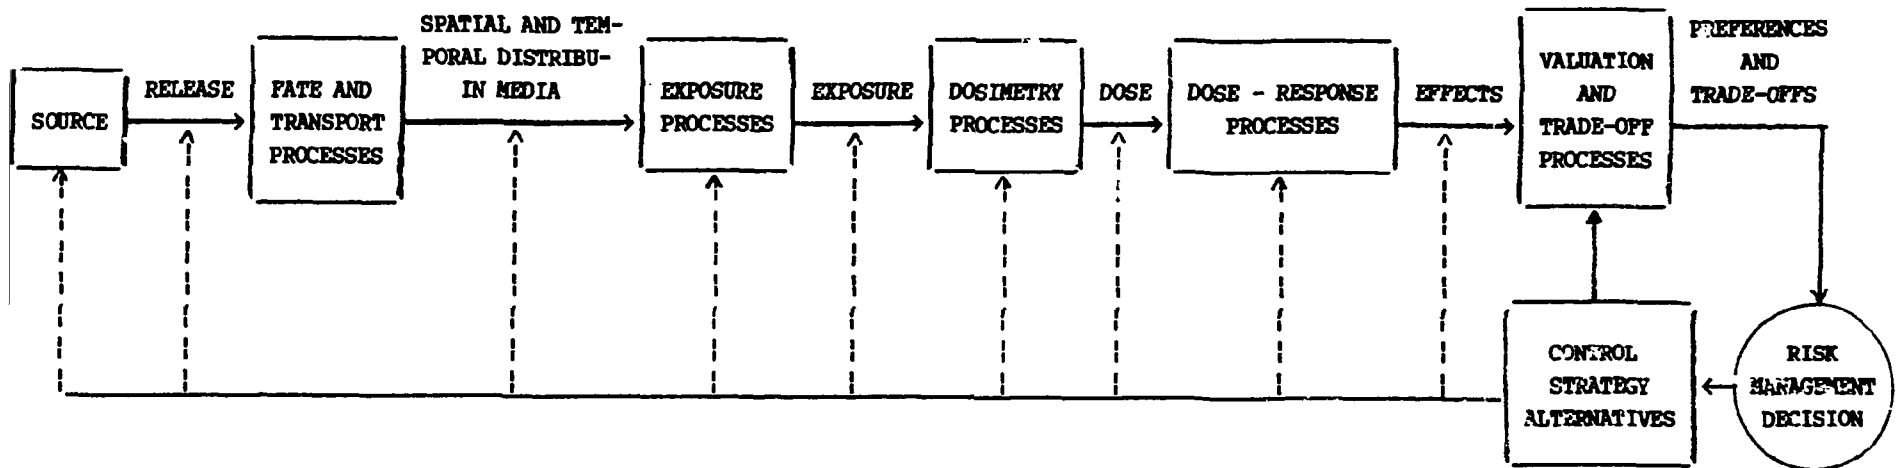 SOURCE
RELEASE
FATE AND
TRANSPORT
PROCESSES
SPATIAL AND TEM-
PORAL DISTRIBU-
IN MEDIA
EXPOSURE
PROCESSES
EXPOSURE
DOSIMETRY
PROCESSES
DOSE
DOSE - RESPONSE
PROCESSES
EFFECTS
VALUATION
AND
TRADE-OFF
PROCESSES
PREFERENCES
AND
TRADE-OFFS
CONTROL
STRATEGY
ALTERNATIVES
RISK
MANAGEMENT
DECISION